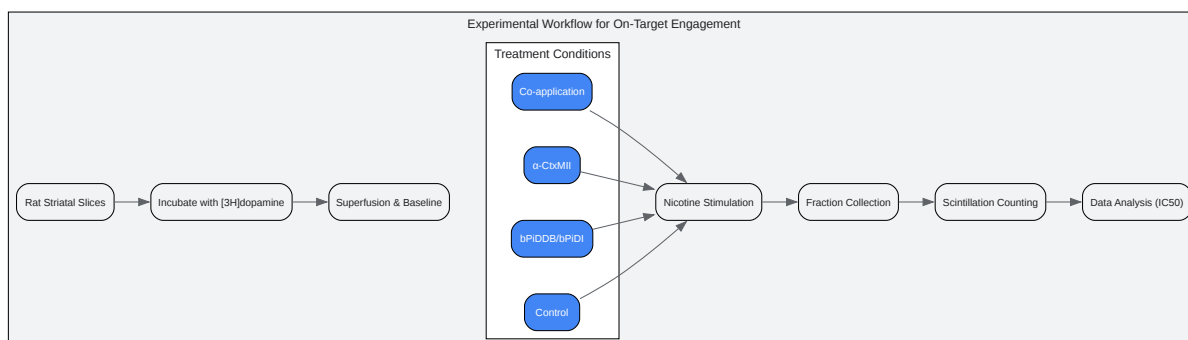 Experimental Workflow for On-Target Engagement
Treatment Conditions
Co-application
α-CtxMII
bPiDDB/bPiDI
Control
Rat Striatal Slices
Incubate with [3H]dopamine
Superfusion & Baseline
Nicotine Stimulation
Fraction Collection
Scintillation Counting
Data Analysis (IC50)